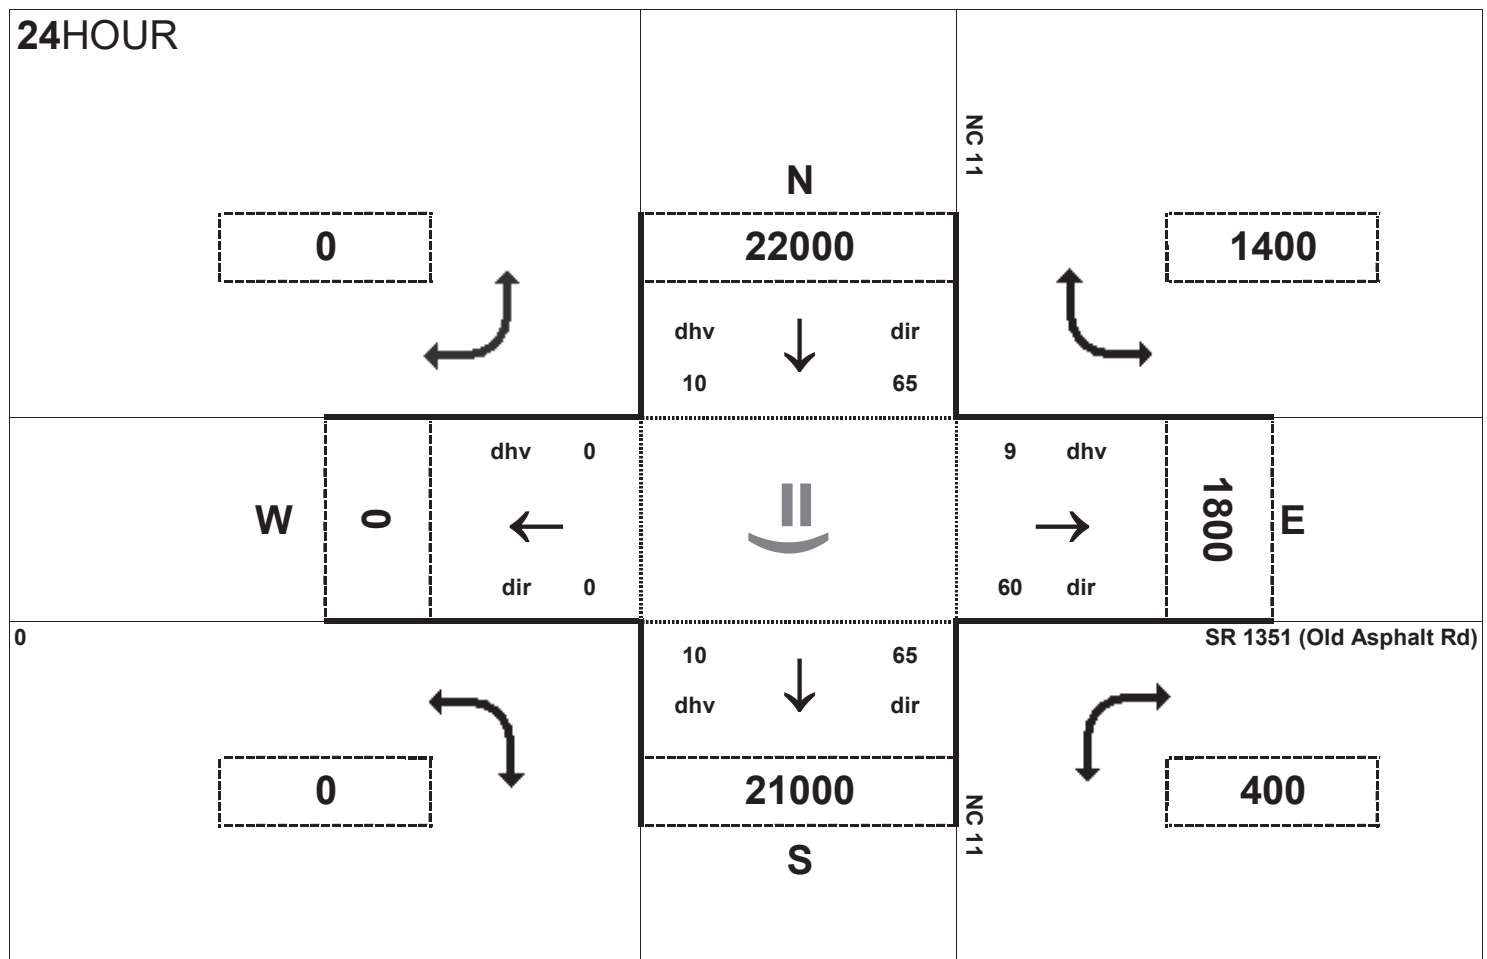 24HOUR
NC 11
N
0
22000
1400
dhv
dir
10
65
dhv 0
9 dhv
W
0
1800
E
dir 0
60 dir
0
SR 1351 (Old Asphalt Rd)
10
65
dhv
dir
0
21000
400
NC 11
S